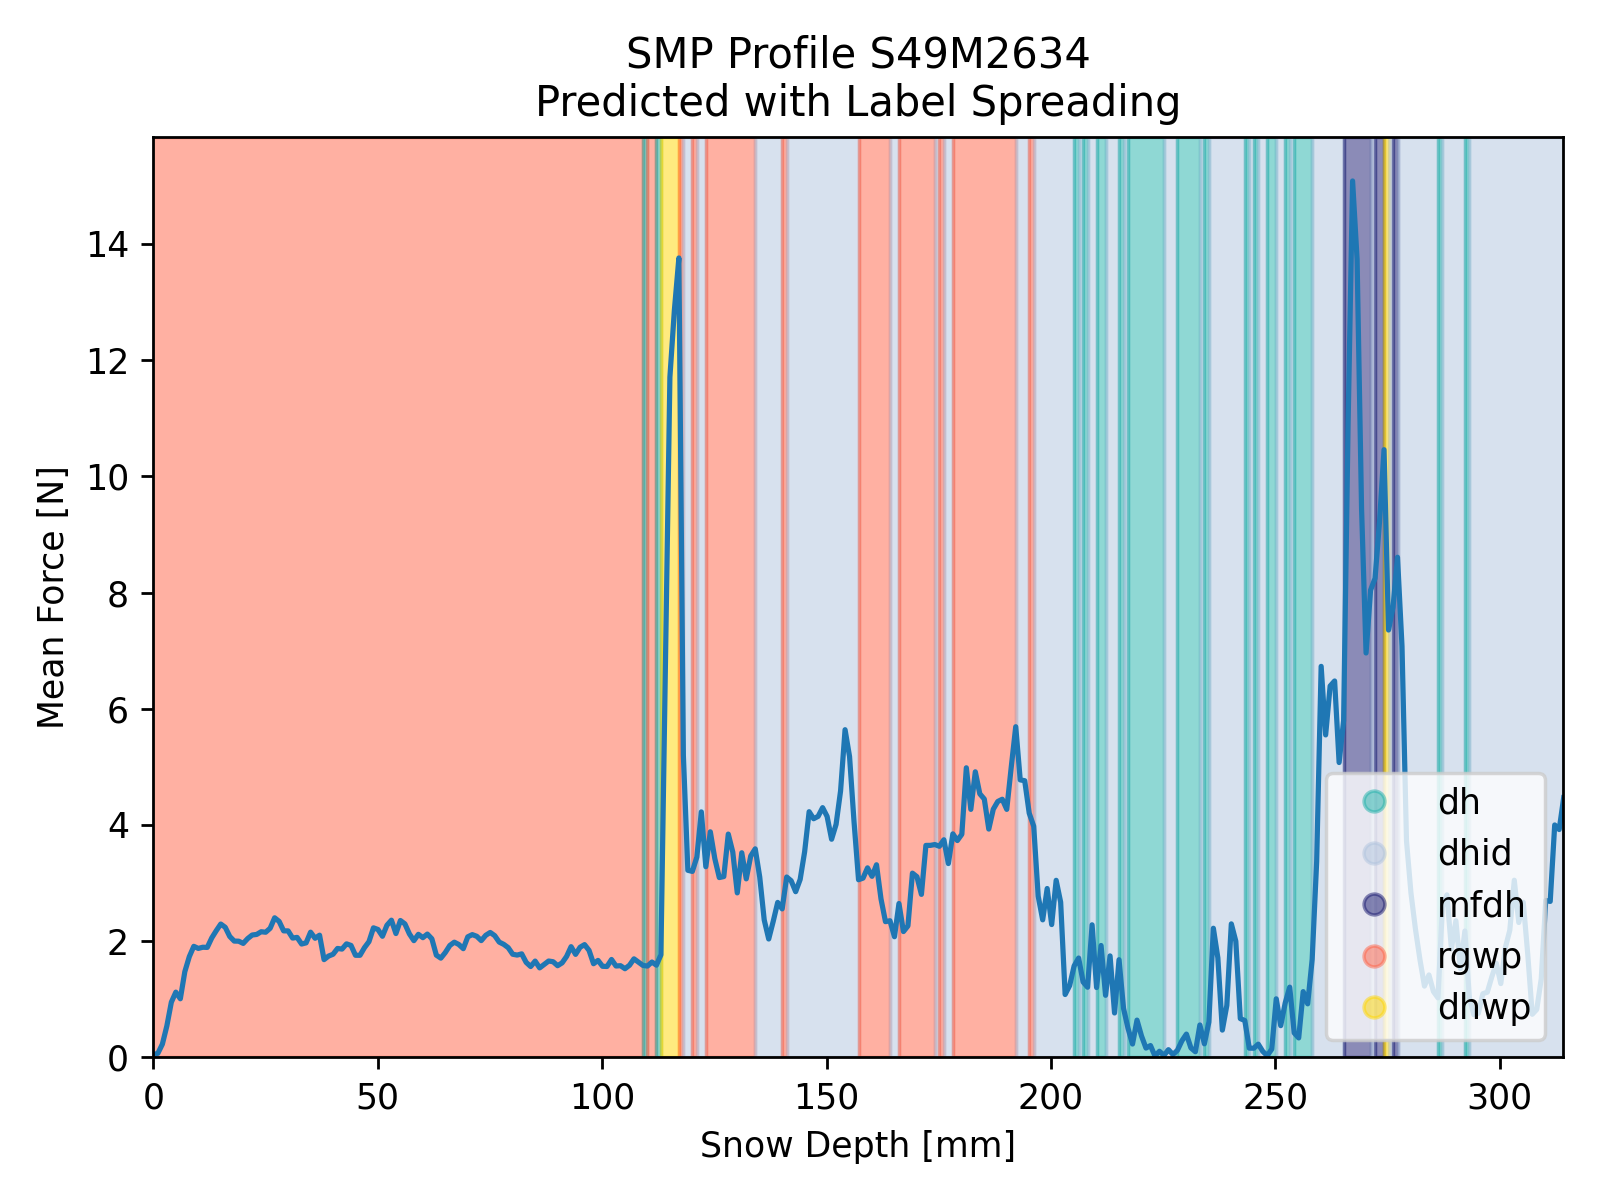 SMP Profile S49M2634
Predicted with Label Spreading
14
12
10
8
6
4
2
0
Mean Force [N]
dh
dhid
mfdh
rgwp
dhwp
0 50 100 150 200 250 300
Snow Depth [mm]